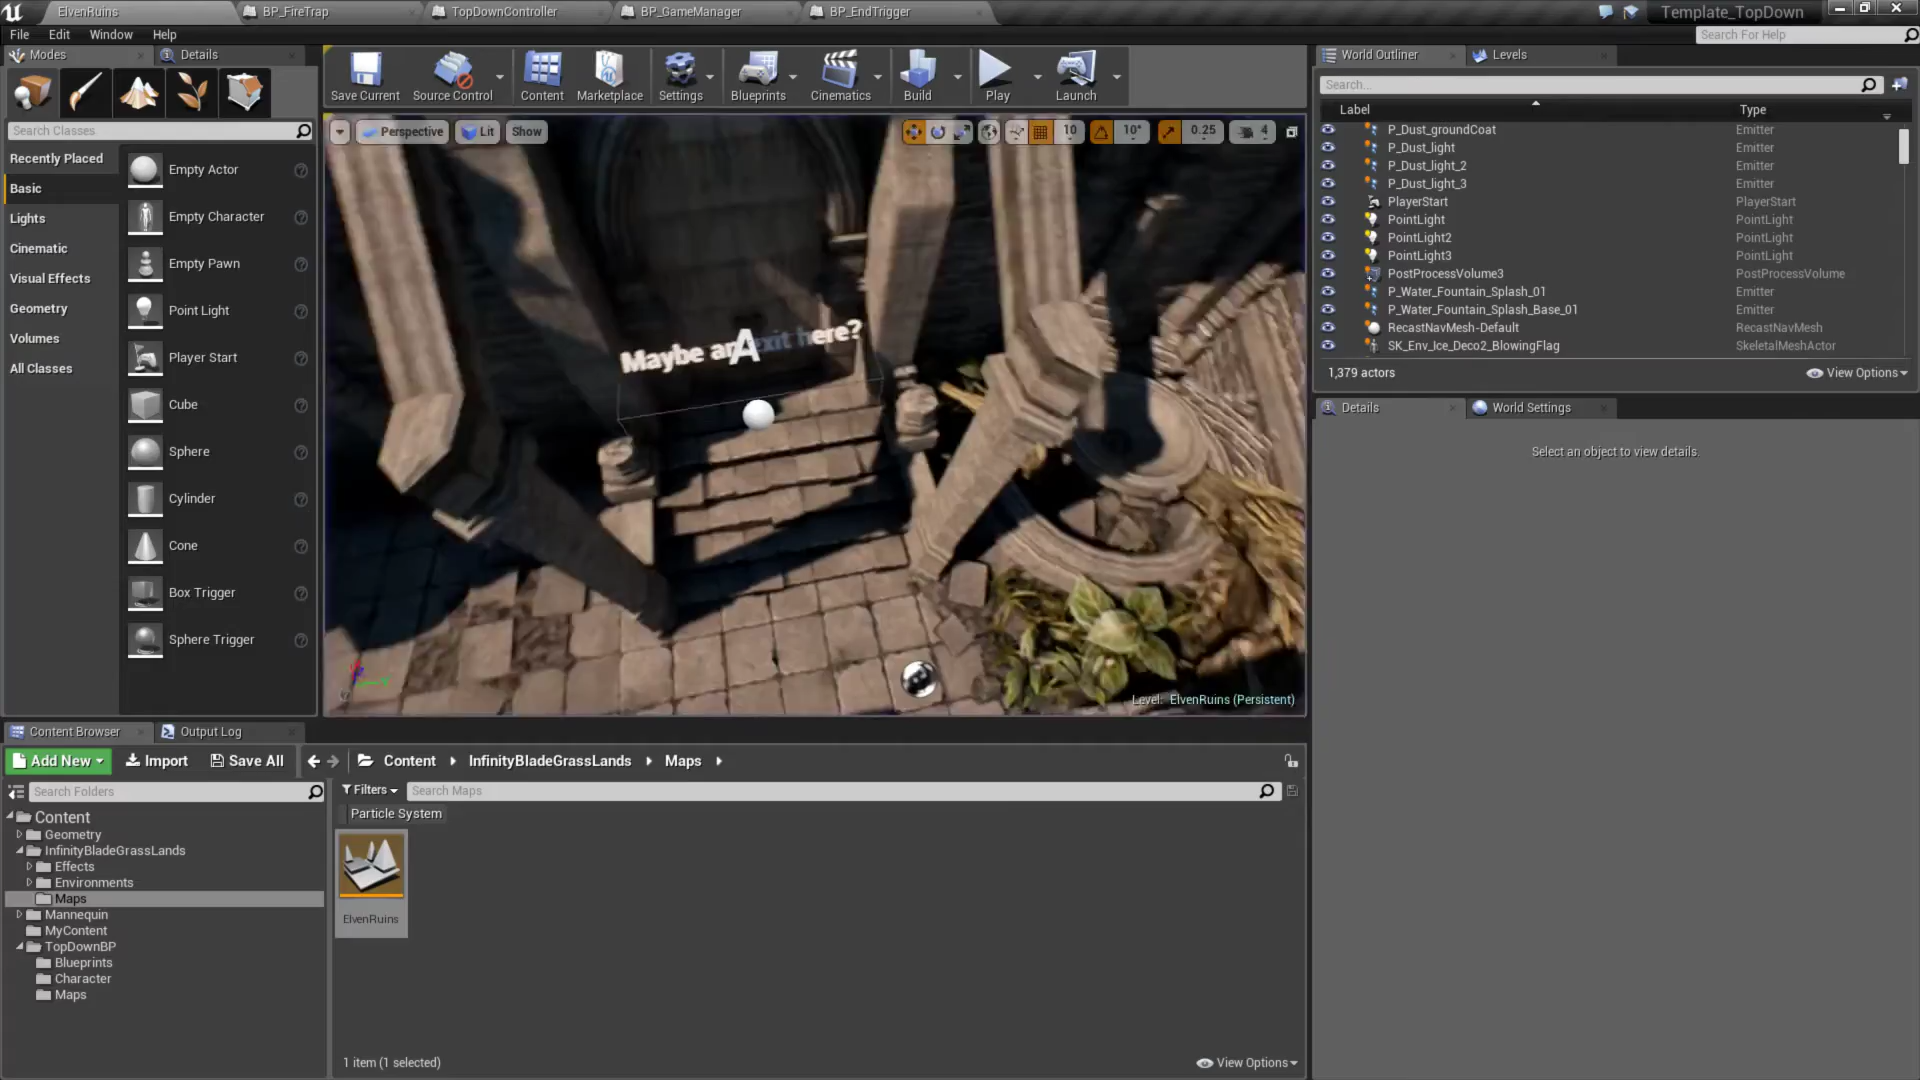 ElvenRuins
BP_FireTrap
TopDownController
BP_GameManager
BP_EndTrigger
Template_TopDown
File
Edit
Window
Help
Search For Help
Modes
Details
Save Current
Source Control
Content
Marketplace
Settings
Blueprints
Cinematics
Build
Play
Launch
World Outliner
Levels
Search...
Search Classes
Recently Placed
Basic
Lights
Cinematic
Visual Effects
Geometry
Volumes
All Classes
Empty Actor
Empty Character
Empty Pawn
Point Light
Player Start
Cube
Sphere
Cylinder
Cone
Box Trigger
Sphere Trigger
Perspective
Lit
Show
10
10°
0.25
4
Maybe an exit here?
Level: ElvenRuins (Persistent)
Label Type
P_Dust_groundCoat Emitter
P_Dust_light Emitter
P_Dust_light_2 Emitter
P_Dust_light_3 Emitter
PlayerStart PlayerStart
PointLight PointLight
PointLight2 PointLight
PointLight3 PointLight
PostProcessVolume3 PostProcessVolume
P_Water_Fountain_Splash_01 Emitter
P_Water_Fountain_Splash_Base_01 Emitter
RecastNavMesh-Default RecastNavMesh
SK_Env_Ice_Deco2_BlowingFlag SkeletalMeshActor
1,379 actors
View Options
Details
World Settings
Select an object to view details.
Content Browser
Output Log
Add New
Import
Save All
Content
InfinityBladeGrassLands
Maps
Search Folders
Filters
Search Maps
Particle System
Content
Geometry
InfinityBladeGrassLands
Effects
Environments
Maps
Mannequin
MyContent
TopDownBP
Blueprints
Character
Maps
ElvenRuins
1 item (1 selected)
View Options